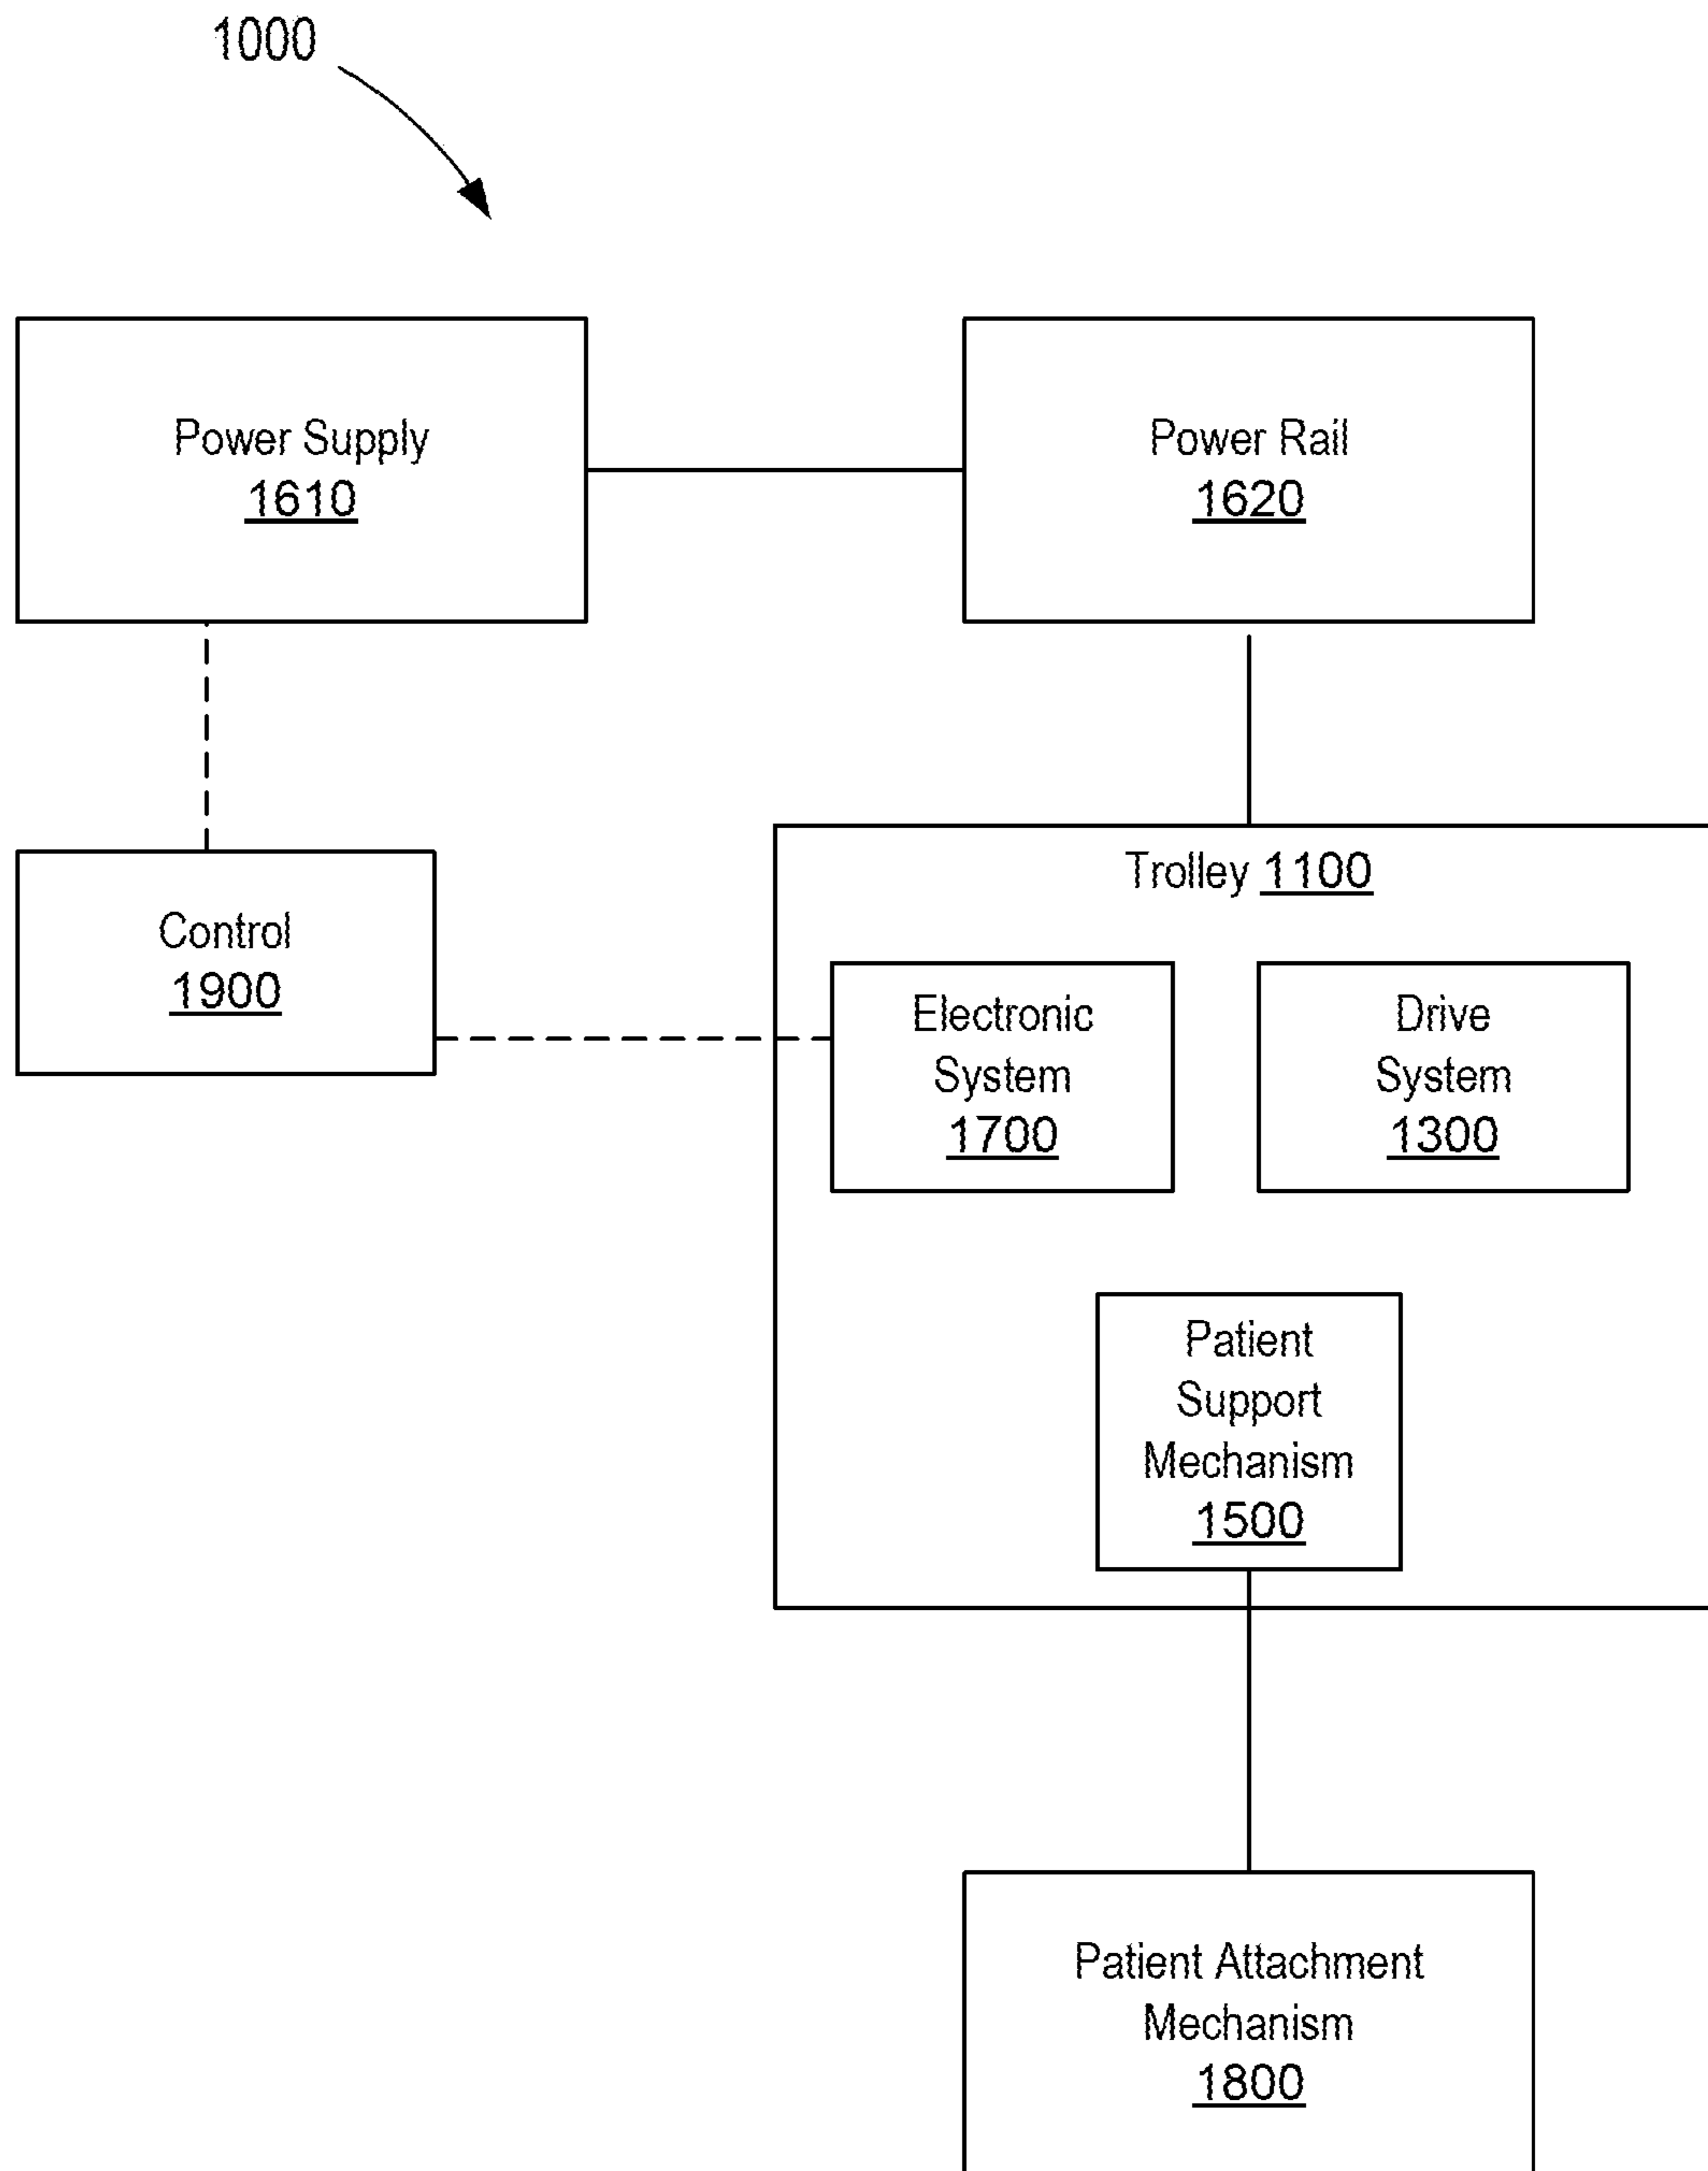 1000
Power Supply
1610
Power Rail
1620
Control
1900
Trolley 1100
Electronic
System
1700
Drive
System
1300
Patient
Support
Mechanism
1500
Patient Attachment
Mechanism
1800